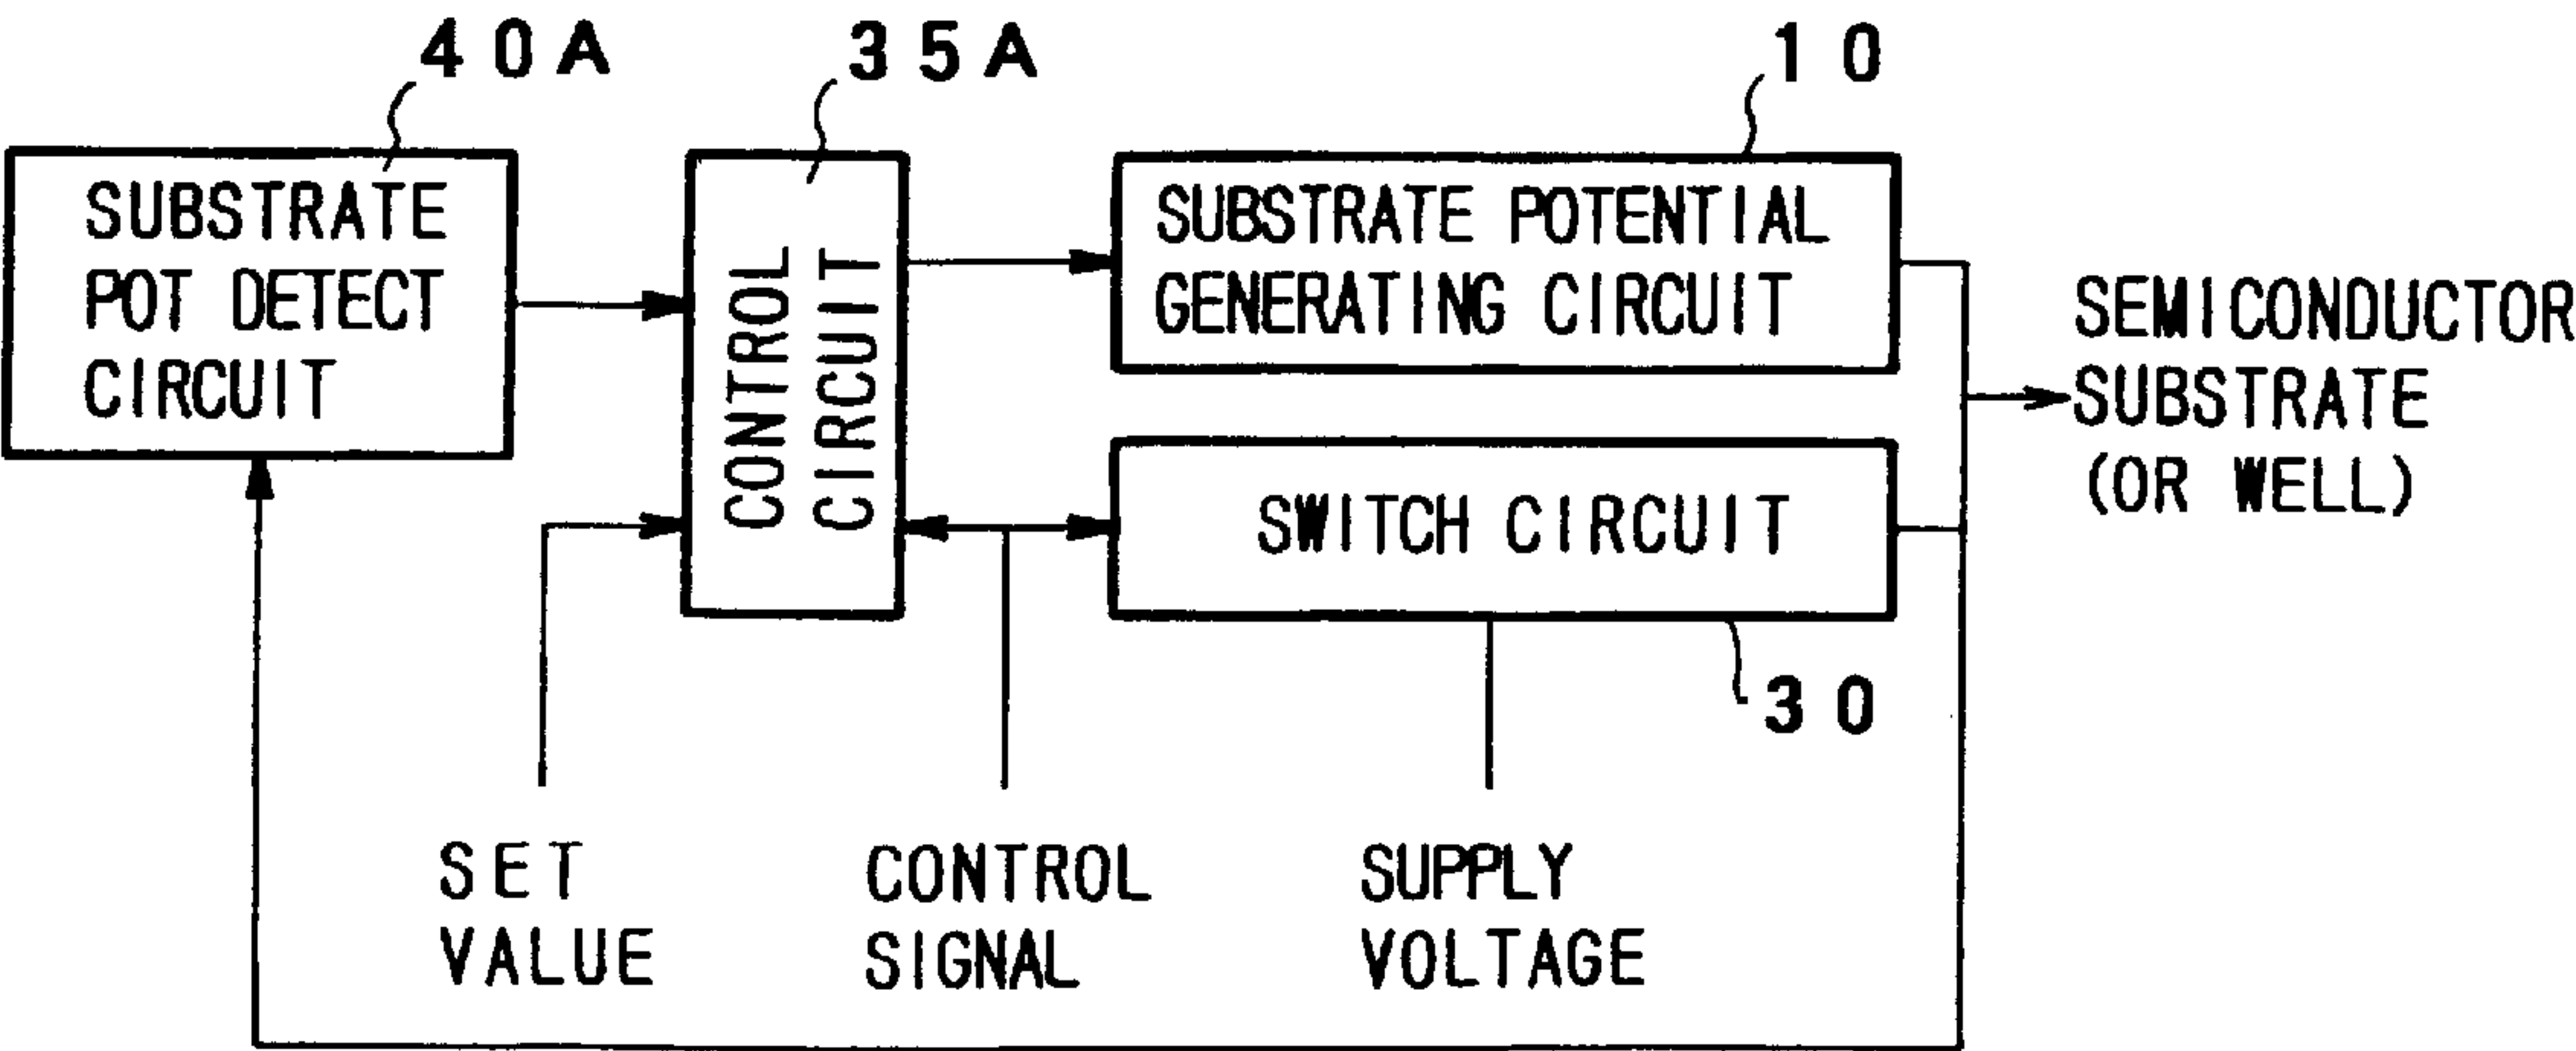 40A
35A
10
SUBSTRATE
POT DETECT
CIRCUIT
CONTROL
CIRCUIT
SUBSTRATE POTENTIAL
GENERATING CIRCUIT
SWITCH CIRCUIT
SEMICONDUCTOR
SUBSTRATE
(OR WELL)
30
SET
VALUE
CONTROL
SIGNAL
SUPPLY
VOLTAGE